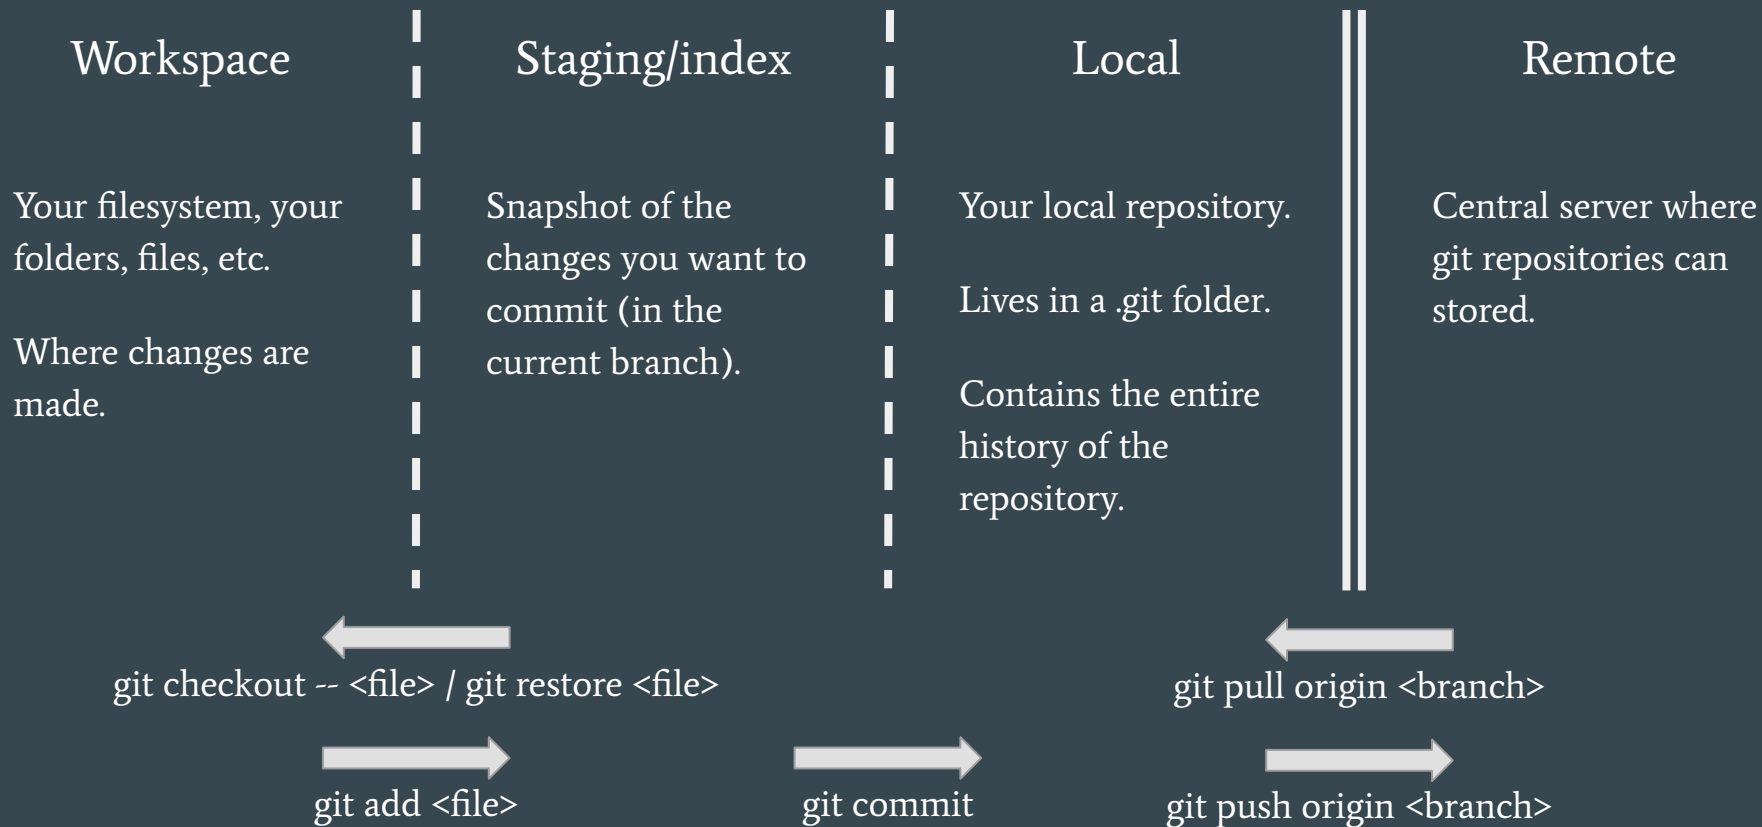 Workspace
Your filesystem, your
folders, files, etc.
Where changes are
made.
Staging/index
Snapshot of the
changes you want to
commit (in the
current branch).
Local
Your local repository.
Lives in a .git folder.
Contains the entire
history of the
repository.
Remote
Central server where
git repositories can
stored.
git checkout -- <file> / git restore <file>
git pull origin <branch>
git add <file>
git commit
git push origin <branch>